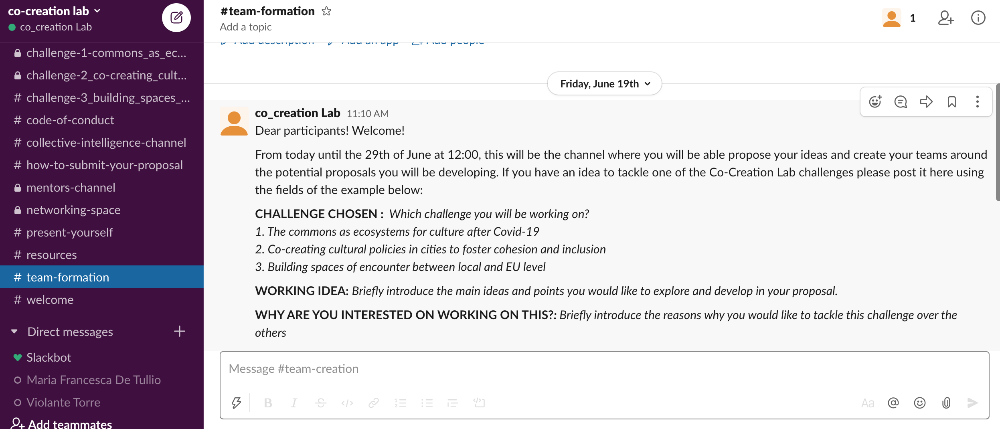 co-creation lab
co_creation Lab
challenge-1-commons_as_ec...
challenge-2_co-creating_cult...
# challenge-3_building_spaces_...
# code-of-conduct
# collective-intelligence-channel
# how-to-submit-your-proposal
mentors-channel
networking-space
# present-yourself
# resources
# team-formation
# welcome
Direct messages +
Slackbot
Maria Francesca De Tullio
Violante Torre
Add teammates
#team-formation
Add a topic
1
Add description Add an app Add people
Friday, June 19th
co_creation Lab 11:10 AM
Dear participants! Welcome!
From today until the 29th of June at 12:00, this will be the channel where you will be able propose your ideas and create your teams around
the potential proposals you will be developing. If you have an idea to tackle one of the Co-Creation Lab challenges please post it here using
the fields of the example below:
CHALLENGE CHOSEN : Which challenge you will be working on?
1. The commons as ecosystems for culture after Covid-19
2. Co-creating cultural policies in cities to foster cohesion and inclusion
3. Building spaces of encounter between local and EU level
WORKING IDEA: Briefly introduce the main ideas and points you would like to explore and develop in your proposal.
WHY ARE YOU INTERESTED ON WORKING ON THIS?: Briefly introduce the reasons why you would like to tackle this challenge over the
others
Message #team-creation
B I S </> Aa @